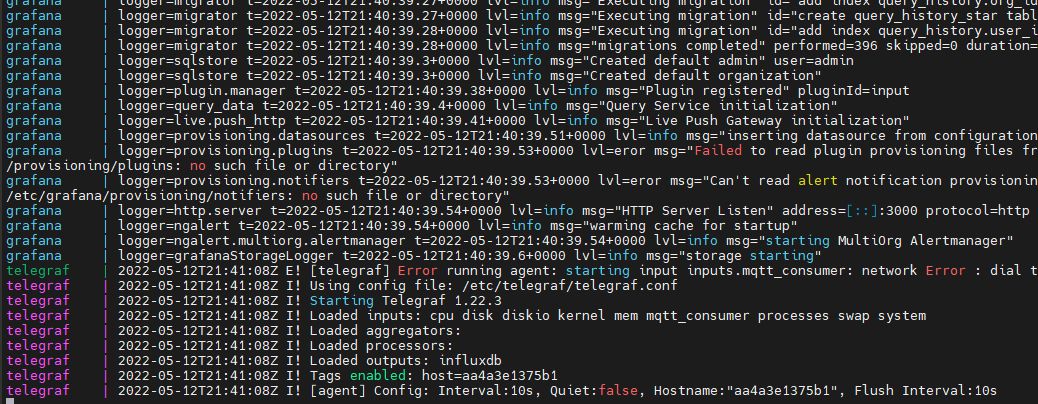 grafana | logger=migrator t=2022-05-12T21:40:39.27+0000 lvl=info msg="Executing migration" id="add index query_history.org_id
grafana | logger=migrator t=2022-05-12T21:40:39.27+0000 lvl=info msg="Executing migration" id="create query_history_star tabl
grafana | logger=migrator t=2022-05-12T21:40:39.28+0000 lvl=info msg="Executing migration" id="add index query_history.user_i
grafana | logger=migrator t=2022-05-12T21:40:39.28+0000 lvl=info msg="migrations completed" performed=396 skipped=0 duration=
grafana | logger=sqlstore t=2022-05-12T21:40:39.3+0000 lvl=info msg="Created default admin" user=admin
grafana | logger=sqlstore t=2022-05-12T21:40:39.3+0000 lvl=info msg="Created default organization"
grafana | logger=plugin.manager t=2022-05-12T21:40:39.38+0000 lvl=info msg="Plugin registered" pluginId=input
grafana | logger=query_data t=2022-05-12T21:40:39.4+0000 lvl=info msg="Query Service initialization"
grafana | logger=live.push_http t=2022-05-12T21:40:39.41+0000 lvl=info msg="Live Push Gateway initialization"
grafana | logger=provisioning.datasources t=2022-05-12T21:40:39.51+0000 lvl=info msg="inserting datasource from configuration
grafana | logger=provisioning.plugins t=2022-05-12T21:40:39.53+0000 lvl=eror msg="Failed to read plugin provisioning files fr
/provisioning/plugins: no such file or directory"
grafana | logger=provisioning.notifiers t=2022-05-12T21:40:39.53+0000 lvl=eror msg="Can't read alert notification provisionin
/etc/grafana/provisioning/notifiers: no such file or directory"
grafana | logger=http.server t=2022-05-12T21:40:39.54+0000 lvl=info msg="HTTP Server Listen" address=[::]:3000 protocol=http
grafana | logger=ngalert t=2022-05-12T21:40:39.54+0000 lvl=info msg="warming cache for startup"
grafana | logger=ngalert.multiorg.alertmanager t=2022-05-12T21:40:39.54+0000 lvl=info msg="starting MultiOrg Alertmanager"
grafana | logger=grafanaStorageLogger t=2022-05-12T21:40:39.6+0000 lvl=info msg="storage starting"
telegraf | 2022-05-12T21:41:08Z E! [telegraf] Error running agent: starting input inputs.mqtt_consumer: network Error : dial t
telegraf | 2022-05-12T21:41:08Z I! Using config file: /etc/telegraf/telegraf.conf
telegraf | 2022-05-12T21:41:08Z I! Starting Telegraf 1.22.3
telegraf | 2022-05-12T21:41:08Z I! Loaded inputs: cpu disk diskio kernel mem mqtt_consumer processes swap system
telegraf | 2022-05-12T21:41:08Z I! Loaded aggregators:
telegraf | 2022-05-12T21:41:08Z I! Loaded processors:
telegraf | 2022-05-12T21:41:08Z I! Loaded outputs: influxdb
telegraf | 2022-05-12T21:41:08Z I! Tags enabled: host=aa4a3e1375b1
telegraf | 2022-05-12T21:41:08Z I! [agent] Config: Interval:10s, Quiet:false, Hostname:"aa4a3e1375b1", Flush Interval:10s